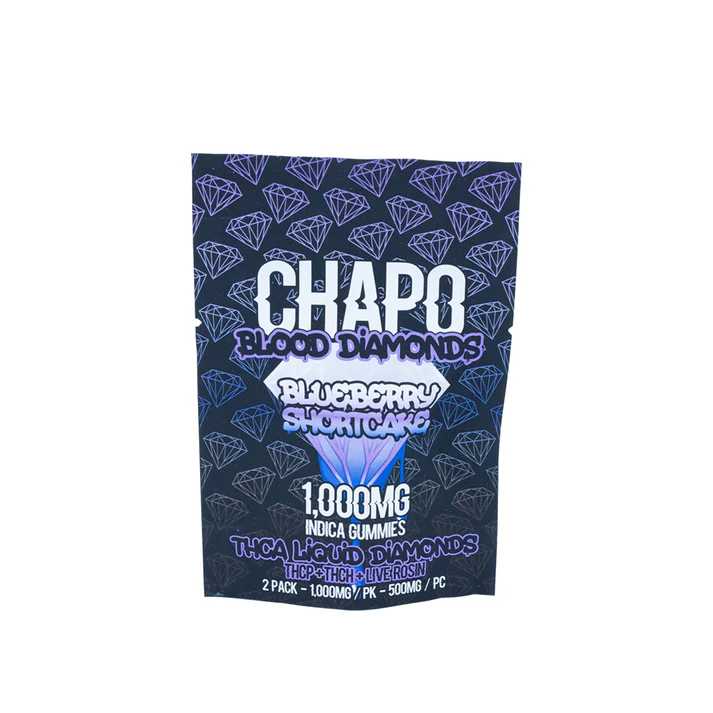 CHAPO
BLOOD DIAMONDS
BLUEBERRY
SHORTCAKE
1,000MG
INDICA GUMMIES
THCA LIQUID DIAMONDS
THCP+THCH+LIVE ROSIN
2 PACK - 1,000MG / PK - 500MG / PC